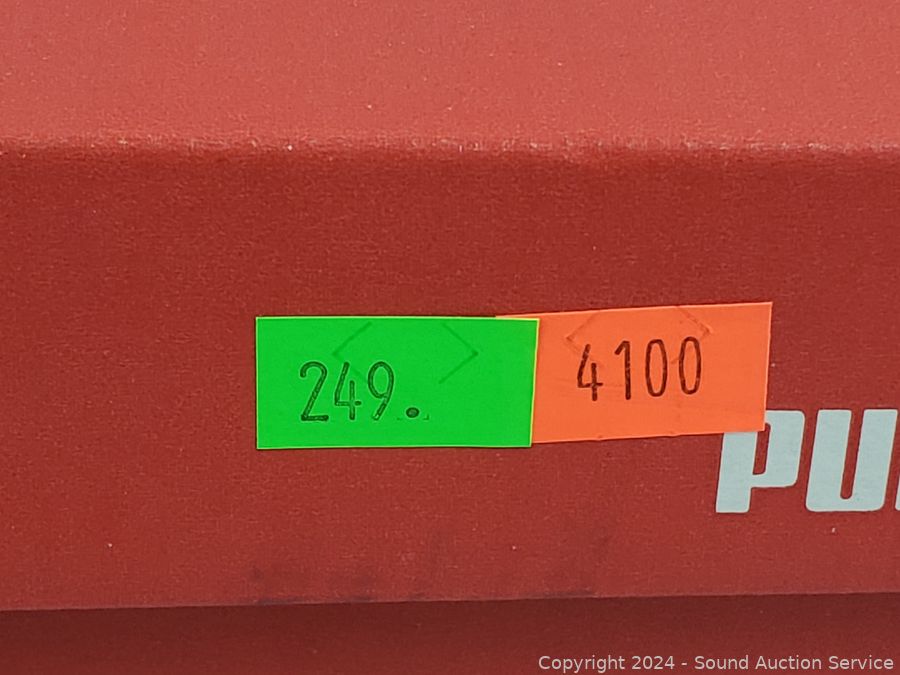 249.
4100
PU
Copyright 2024 - Sound Auction Service